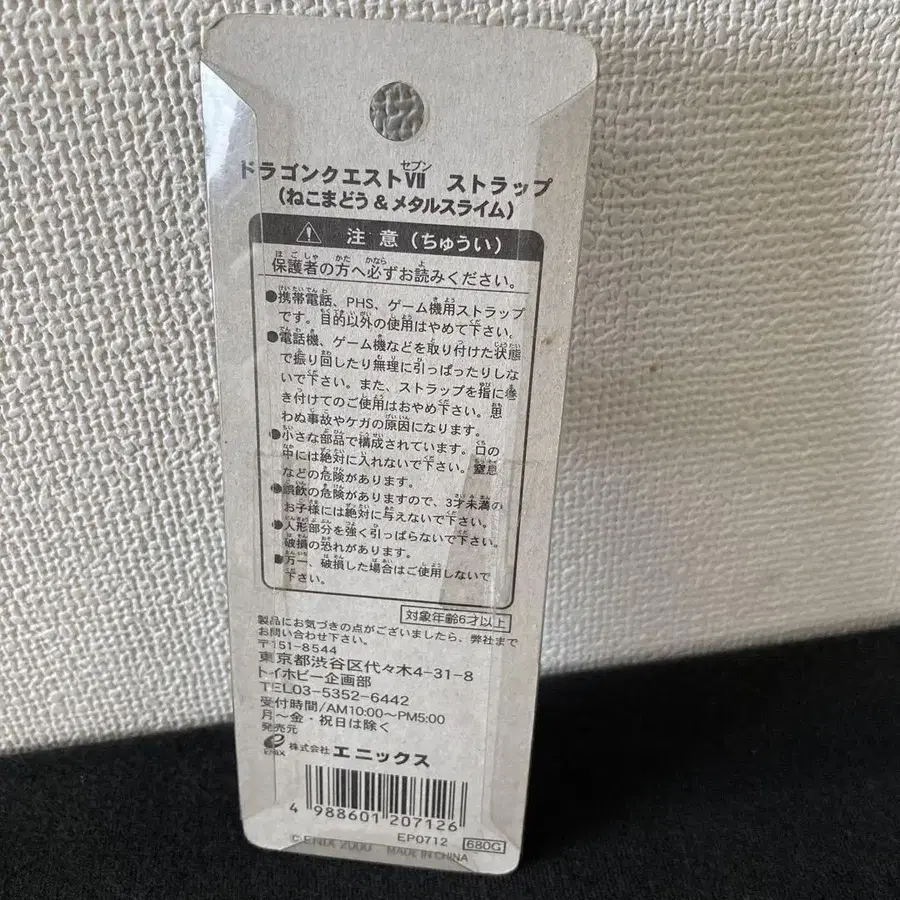 ドラゴンクエストⅦ ストラップ
(ねこまどう&メタルスライム)
注意(ちゅうい)
保護者の方へ必ずお読みください。
●携帯電話、PHS、ゲーム機用ストラップ
です。目的以外の使用はやめて下さい。
●電話機、ゲーム機などを取り付けた状態
で振り回したり無理に引っぱったりしな
いで下さい。また、ストラップを指に巻
き付けてのご使用はおやめ下さい。思
わぬ事故やケガの原因になります。
●小さな部品で構成されています。口の
中には絶対に入れないで下さい。窒息
などの危険があります。
●誤飲の危険がありますので、3才未満の
お子様には絶対に与えないで下さい。
●人形部分を強く引っぱらないで下さい。
破損の恐れがあります。
●万一、破損した場合はご使用しないで
下さい。
対象年齢6才以上
製品にお気づきの点がございましたら、弊社まで
お問い合わせ下さい。
〒151-8544
東京都渋谷区代々木4-31-8
トイホビー企画部
TEL03-5352-6442
受付時間/AM10:00〜PM5:00
月〜金・祝日は除く
発売元
ENIX 株式会社 エニックス
4 988601 207126
EP0712 680G
© ENIX 2000 MADE IN CHINA